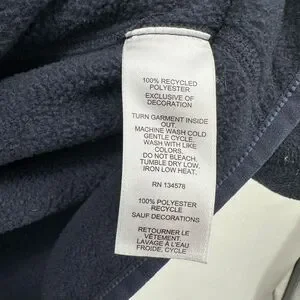 100% RECYCLED
POLYESTER
EXCLUSIVE OF
DECORATION
TURN GARMENT INSIDE
OUT.
MACHINE WASH COLD
GENTLE CYCLE.
WASH WITH LIKE
COLORS.
DO NOT BLEACH.
TUMBLE DRY LOW.
IRON LOW HEAT.
RN 134578
100% POLYESTER
RECYCLE
SAUF DECORATIONS
RETOURNER LE
VÊTEMENT.
LAVAGE À L'EAU
FROIDE, CYCLE